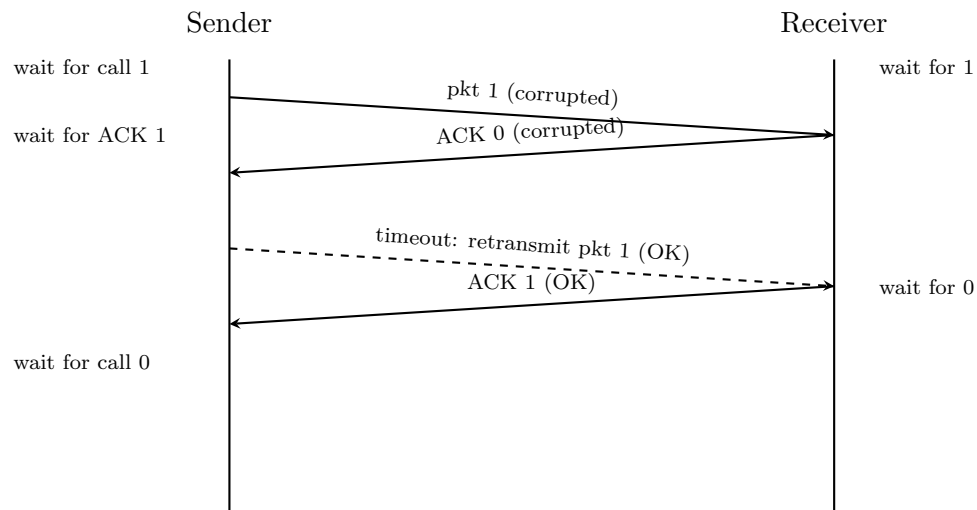 Sender
Receiver
wait for call 1
wait for 1
pkt 1 (corrupted)
wait for ACK 1
ACK 0 (corrupted)
timeout: retransmit pkt 1 (OK)
ACK 1 (OK)
wait for 0
wait for call 0